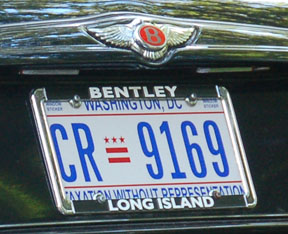 B
BENTLEY
WASHINGTON, DC
CR 9169
TAXATION WITHOUT REPRESENTATION
LONG ISLAND